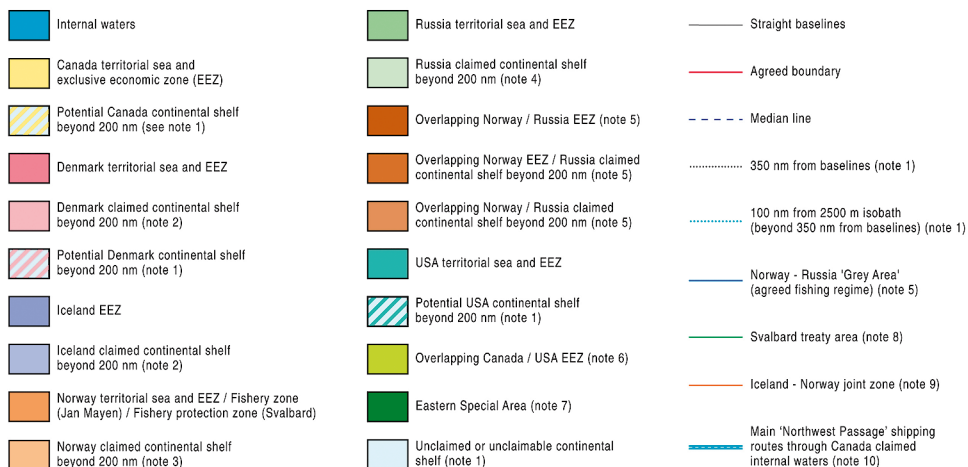 Internal waters
Canada territorial sea and
exclusive economic zone (EEZ)
Potential Canada continental shelf
beyond 200 nm (see note 1)
Denmark territorial sea and EEZ
Denmark claimed continental shelf
beyond 200 nm (note 2)
Potential Denmark continental shelf
beyond 200 nm (note 1)
Iceland EEZ
Iceland claimed continental shelf
beyond 200 nm (note 2)
Norway territorial sea and EEZ / Fishery zone
(Jan Mayen) / Fishery protection zone (Svalbard)
Norway claimed continental shelf
beyond 200 nm (note 3)
Russia territorial sea and EEZ
Russia claimed continental shelf
beyond 200 nm (note 4)
Overlapping Norway / Russia EEZ (note 5)
Overlapping Norway EEZ / Russia claimed
continental shelf beyond 200 nm (note 5)
Overlapping Norway / Russia claimed
continental shelf beyond 200 nm (note 5)
USA territorial sea and EEZ
Potential USA continental shelf
beyond 200 nm (note 1)
Overlapping Canada / USA EEZ (note 6)
Eastern Special Area (note 7)
Unclaimed or unclaimable continental
shelf (note 1)
Straight baselines
Agreed boundary
Median line
350 nm from baselines (note 1)
100 nm from 2500 m isobath
(beyond 350 nm from baselines) (note 1)
Norway - Russia 'Grey Area'
(agreed fishing regime) (note 5)
Svalbard treaty area (note 8)
Iceland - Norway joint zone (note 9)
Main ‘Northwest Passage’ shipping
routes through Canada claimed
internal waters (note 10)